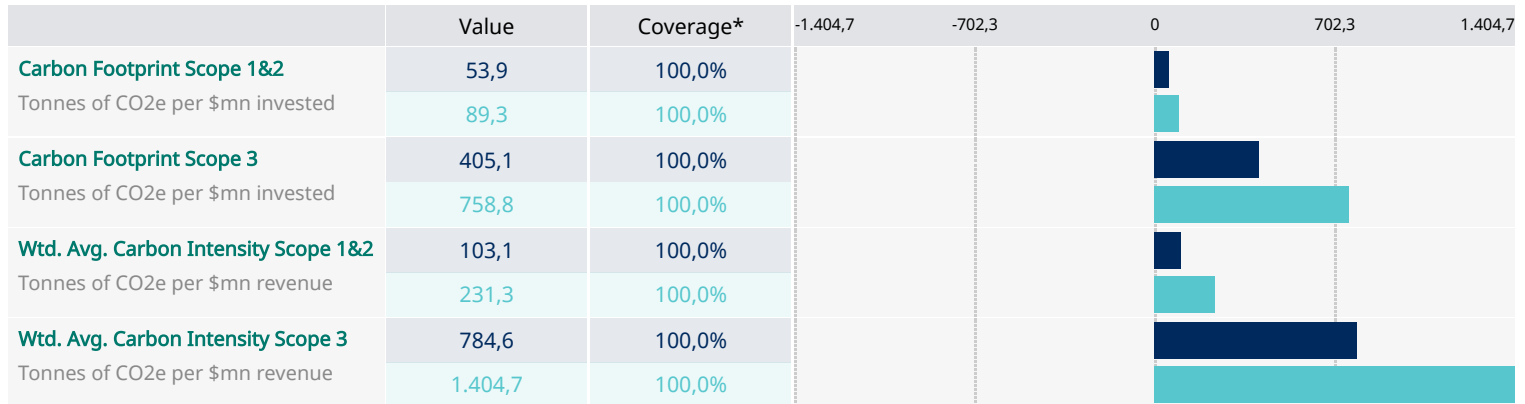 Value Coverage* -1.404,7 -702,3 0 702,3 1.404,7
Carbon Footprint Scope 1&2 53,9 100,0%
Tonnes of CO2e per $mn invested 89,3 100,0%
Carbon Footprint Scope 3 405,1 100,0%
Tonnes of CO2e per $mn invested 758,8 100,0%
Wtd. Avg. Carbon Intensity Scope 1&2 103,1 100,0%
Tonnes of CO2e per $mn revenue 231,3 100,0%
Wtd. Avg. Carbon Intensity Scope 3 784,6 100,0%
Tonnes of CO2e per $mn revenue 1.404,7 100,0%